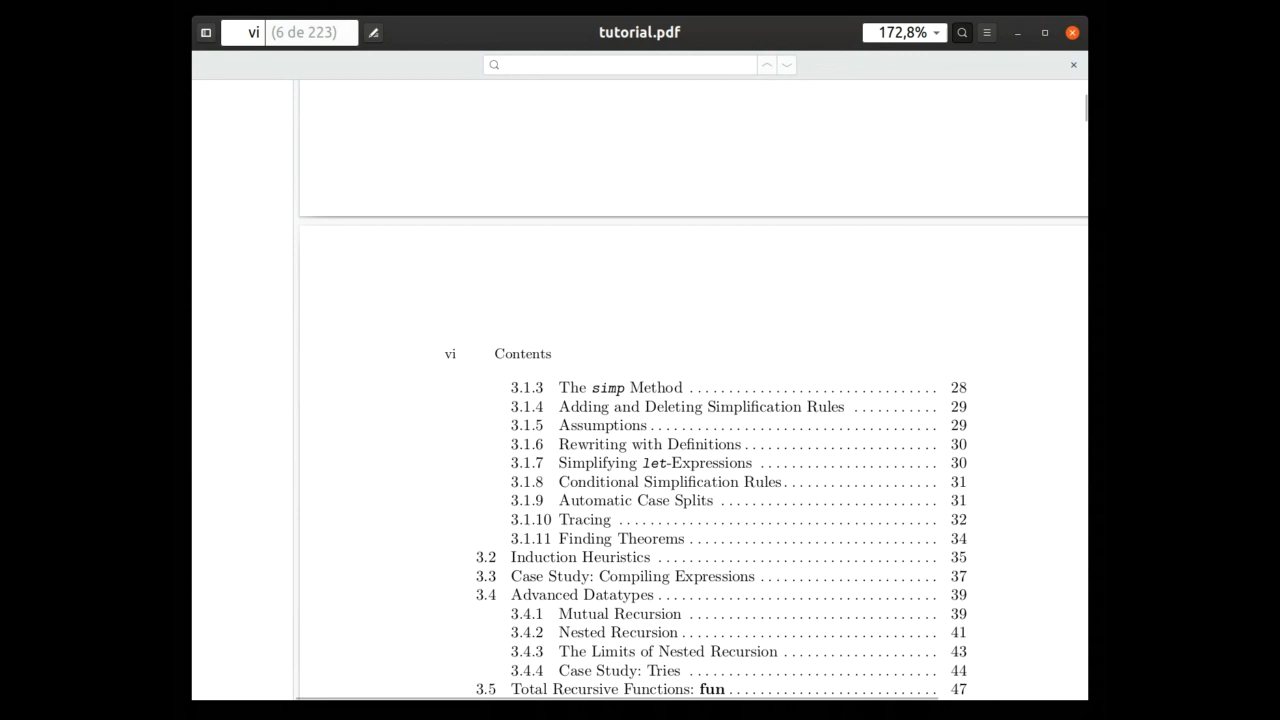 vi (6 de 223) tutorial.pdf 172,8%
vi Contents
3.1.3 The simp Method ................................ 28
3.1.4 Adding and Deleting Simplification Rules ........... 29
3.1.5 Assumptions ..................................... 29
3.1.6 Rewriting with Definitions ......................... 30
3.1.7 Simplifying let-Expressions ....................... 30
3.1.8 Conditional Simplification Rules .................... 31
3.1.9 Automatic Case Splits ............................ 31
3.1.10 Tracing ......................................... 32
3.1.11 Finding Theorems ................................ 34
3.2 Induction Heuristics .................................... 35
3.3 Case Study: Compiling Expressions ....................... 37
3.4 Advanced Datatypes .................................... 39
3.4.1 Mutual Recursion ................................ 39
3.4.2 Nested Recursion ................................. 41
3.4.3 The Limits of Nested Recursion .................... 43
3.4.4 Case Study: Tries ................................. 44
3.5 Total Recursive Functions: fun ........................... 47